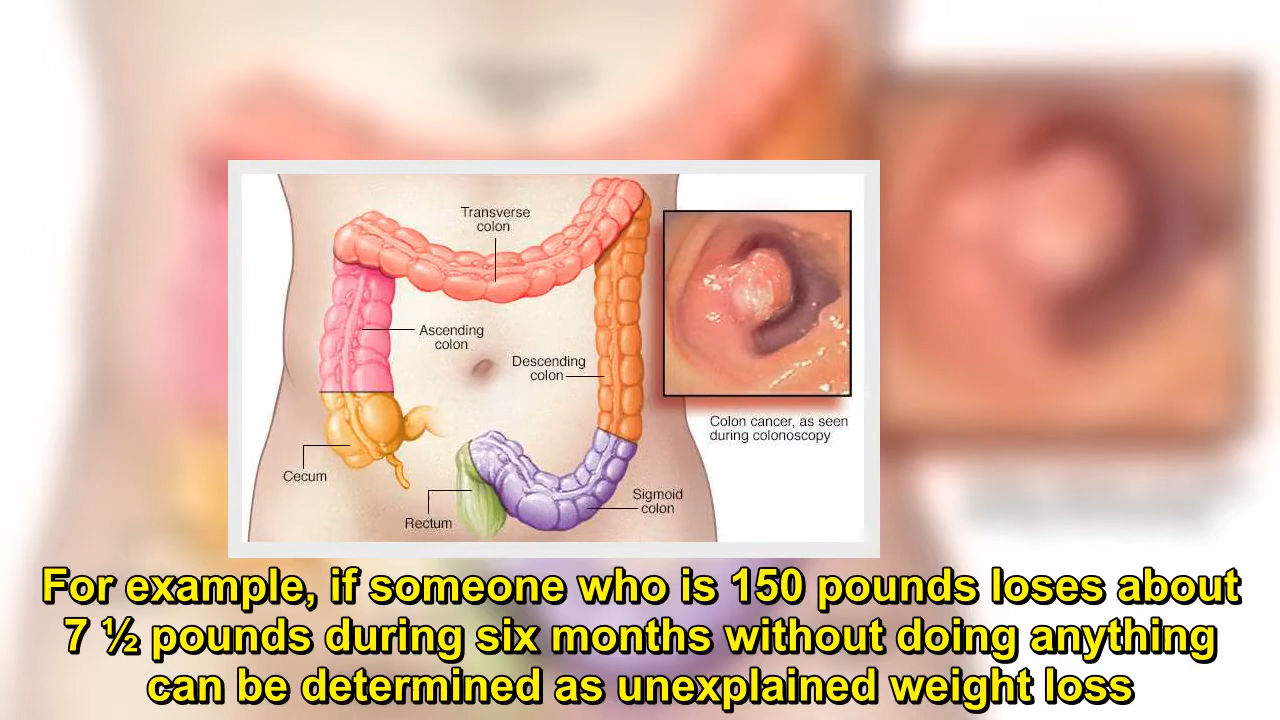 Transverse
colon
Ascending
colon
Descending
colon
Colon cancer, as seen
during colonoscopy
Cecum
Sigmoid
colon
Rectum
For example, if someone who is 150 pounds loses about
7 ½ pounds during six months without doing anything
can be determined as unexplained weight loss